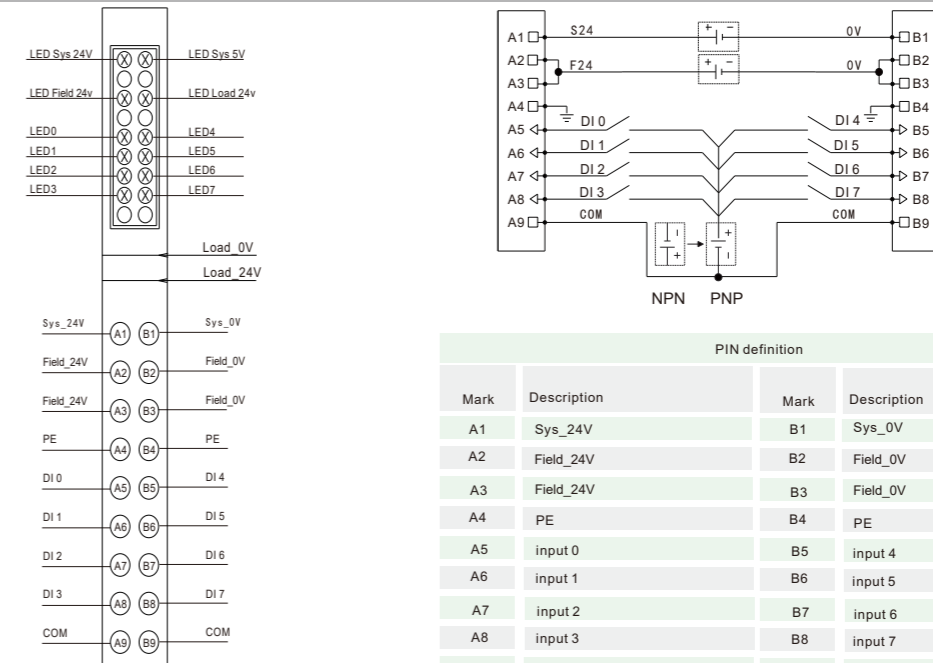 LED Sys 24V LED Sys 5V
LED Field 24v LED Load 24v
LED0 LED4
LED1 LED5
LED2 LED6
LED3 LED7
Load_0V
Load_24V
Sys_24V A1 B1 Sys_0V
Field_24V A2 B2 Field_0V
Field_24V A3 B3 Field_0V
PE A4 B4 PE
DI 0 A5 B5 DI 4
DI 1 A6 B6 DI 5
DI 2 A7 B7 DI 6
DI 3 A8 B8 DI 7
COM A9 B9 COM
A1 S24 + - 0V B1
A2 F24 + - 0V B2
A3 B3
A4 B4
A5 DI 0 DI 4 B5
A6 DI 1 DI 5 B6
A7 DI 2 DI 6 B7
A8 DI 3 DI 7 B8
A9 COM COM B9
- + + -
NPN PNP
PIN definition
Mark Description Mark Description
A1 Sys_24V B1 Sys_0V
A2 Field_24V B2 Field_0V
A3 Field_24V B3 Field_0V
A4 PE B4 PE
A5 input 0 B5 input 4
A6 input 1 B6 input 5
A7 input 2 B7 input 6
A8 input 3 B8 input 7